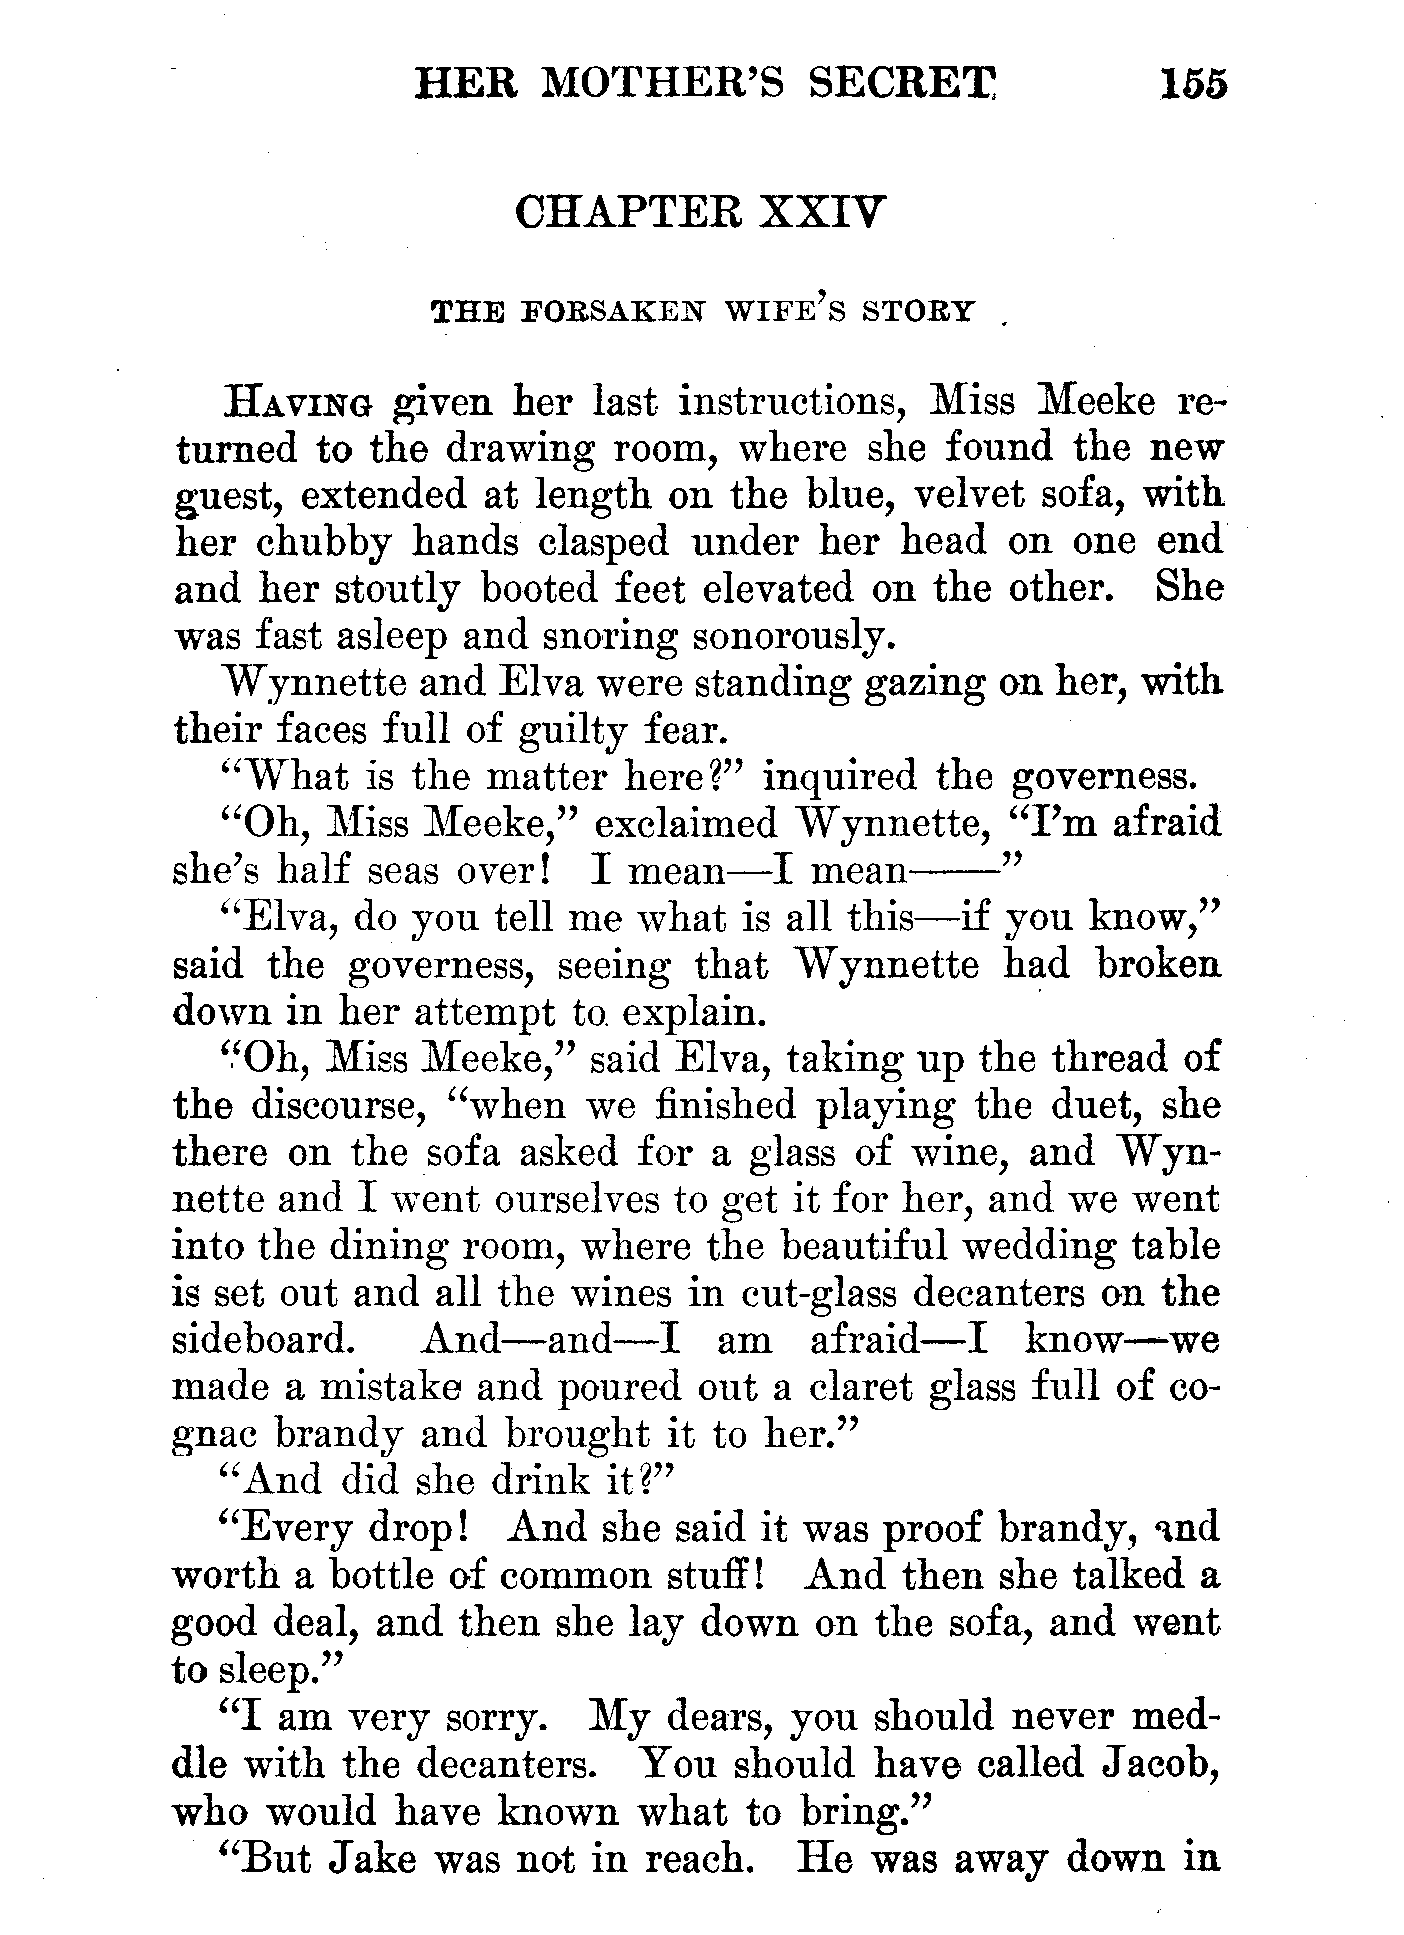 HER MOTHER'S SECRET 155
CHAPTER XXIV
THE FORSAKEN WIFE'S STORY
HAVING given her last instructions, Miss Meeke re-
turned to the drawing room, where she found the new
guest, extended at length on the blue, velvet sofa, with
her chubby hands clasped under her head on one end
and her stoutly booted feet elevated on the other. She
was fast asleep and snoring sonorously.
Wynnette and Elva were standing gazing on her, with
their faces full of guilty fear.
"What is the matter here?" inquired the governess.
"Oh, Miss Meeke," exclaimed Wynnette, "I'm afraid
she's half seas over! I mean—I mean——"
"Elva, do you tell me what is all this—if you know,"
said the governess, seeing that Wynnette had broken
down in her attempt to explain.
"Oh, Miss Meeke," said Elva, taking up the thread of
the discourse, "when we finished playing the duet, she
there on the sofa asked for a glass of wine, and Wyn-
nette and I went ourselves to get it for her, and we went
into the dining room, where the beautiful wedding table
is set out and all the wines in cut-glass decanters on the
sideboard. And—and—I am afraid—I know—we
made a mistake and poured out a claret glass full of co-
gnac brandy and brought it to her."
"And did she drink it?"
"Every drop! And she said it was proof brandy, and
worth a bottle of common stuff! And then she talked a
good deal, and then she lay down on the sofa, and went
to sleep."
"I am very sorry. My dears, you should never med-
dle with the decanters. You should have called Jacob,
who would have known what to bring."
"But Jake was not in reach. He was away down in